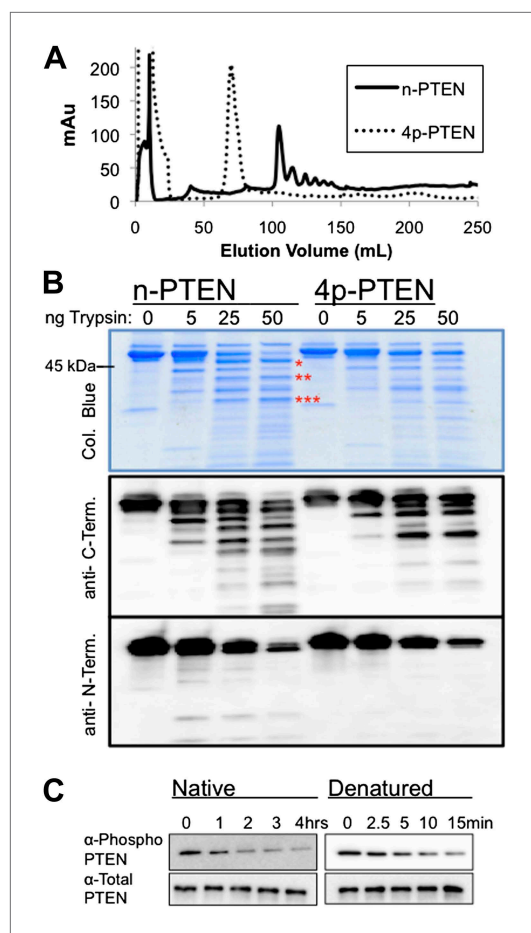 A
mAu
200
150
100
50
0
0 50 100 150 200 250
Elution Volume (mL)
n-PTEN
4p-PTEN
B
n-PTEN 4p-PTEN
ng Trypsin: 0 5 25 50 0 5 25 50
45 kDa
*
**
***
Col. Blue
anti- C-Term.
anti- N-Term.
C
Native Denatured
0 1 2 3 4hrs 0 2.5 5 10 15min
α-Phospho
PTEN
α-Total
PTEN